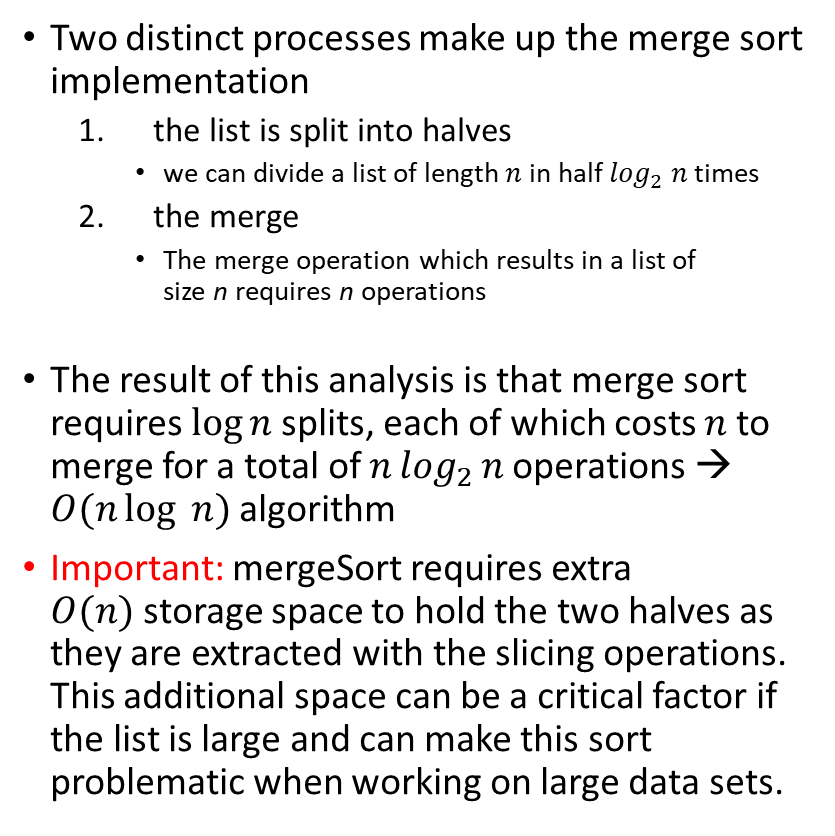 • Two distinct processes make up the merge sort
implementation
1. the list is split into halves
• we can divide a list of length n in half log₂ n times
2. the merge
• The merge operation which results in a list of
size n requires n operations
• The result of this analysis is that merge sort
requires log n splits, each of which costs n to
merge for a total of n log₂ n operations →
O(n log n) algorithm
• Important: mergeSort requires extra
O(n) storage space to hold the two halves as
they are extracted with the slicing operations.
This additional space can be a critical factor if
the list is large and can make this sort
problematic when working on large data sets.